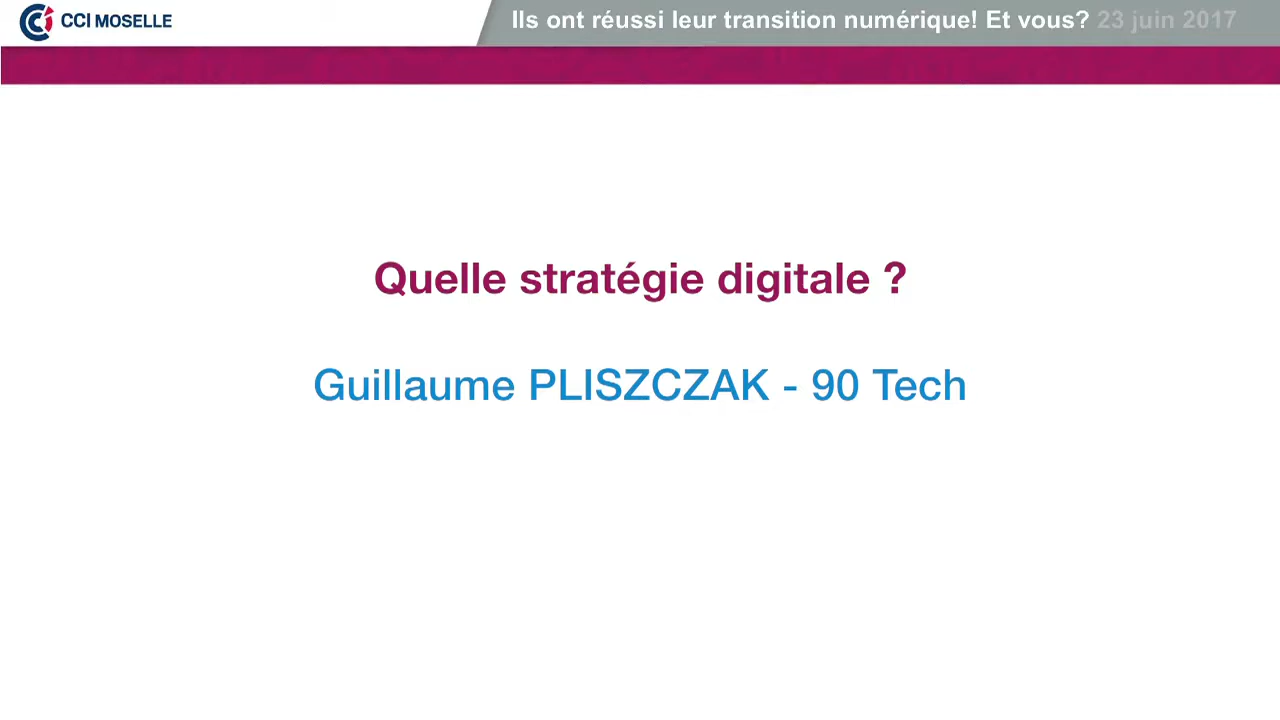 CCI MOSELLE
Ils ont réussi leur transition numérique! Et vous? 23 juin 2017
Quelle stratégie digitale ?
Guillaume PLISZCZAK - 90 Tech